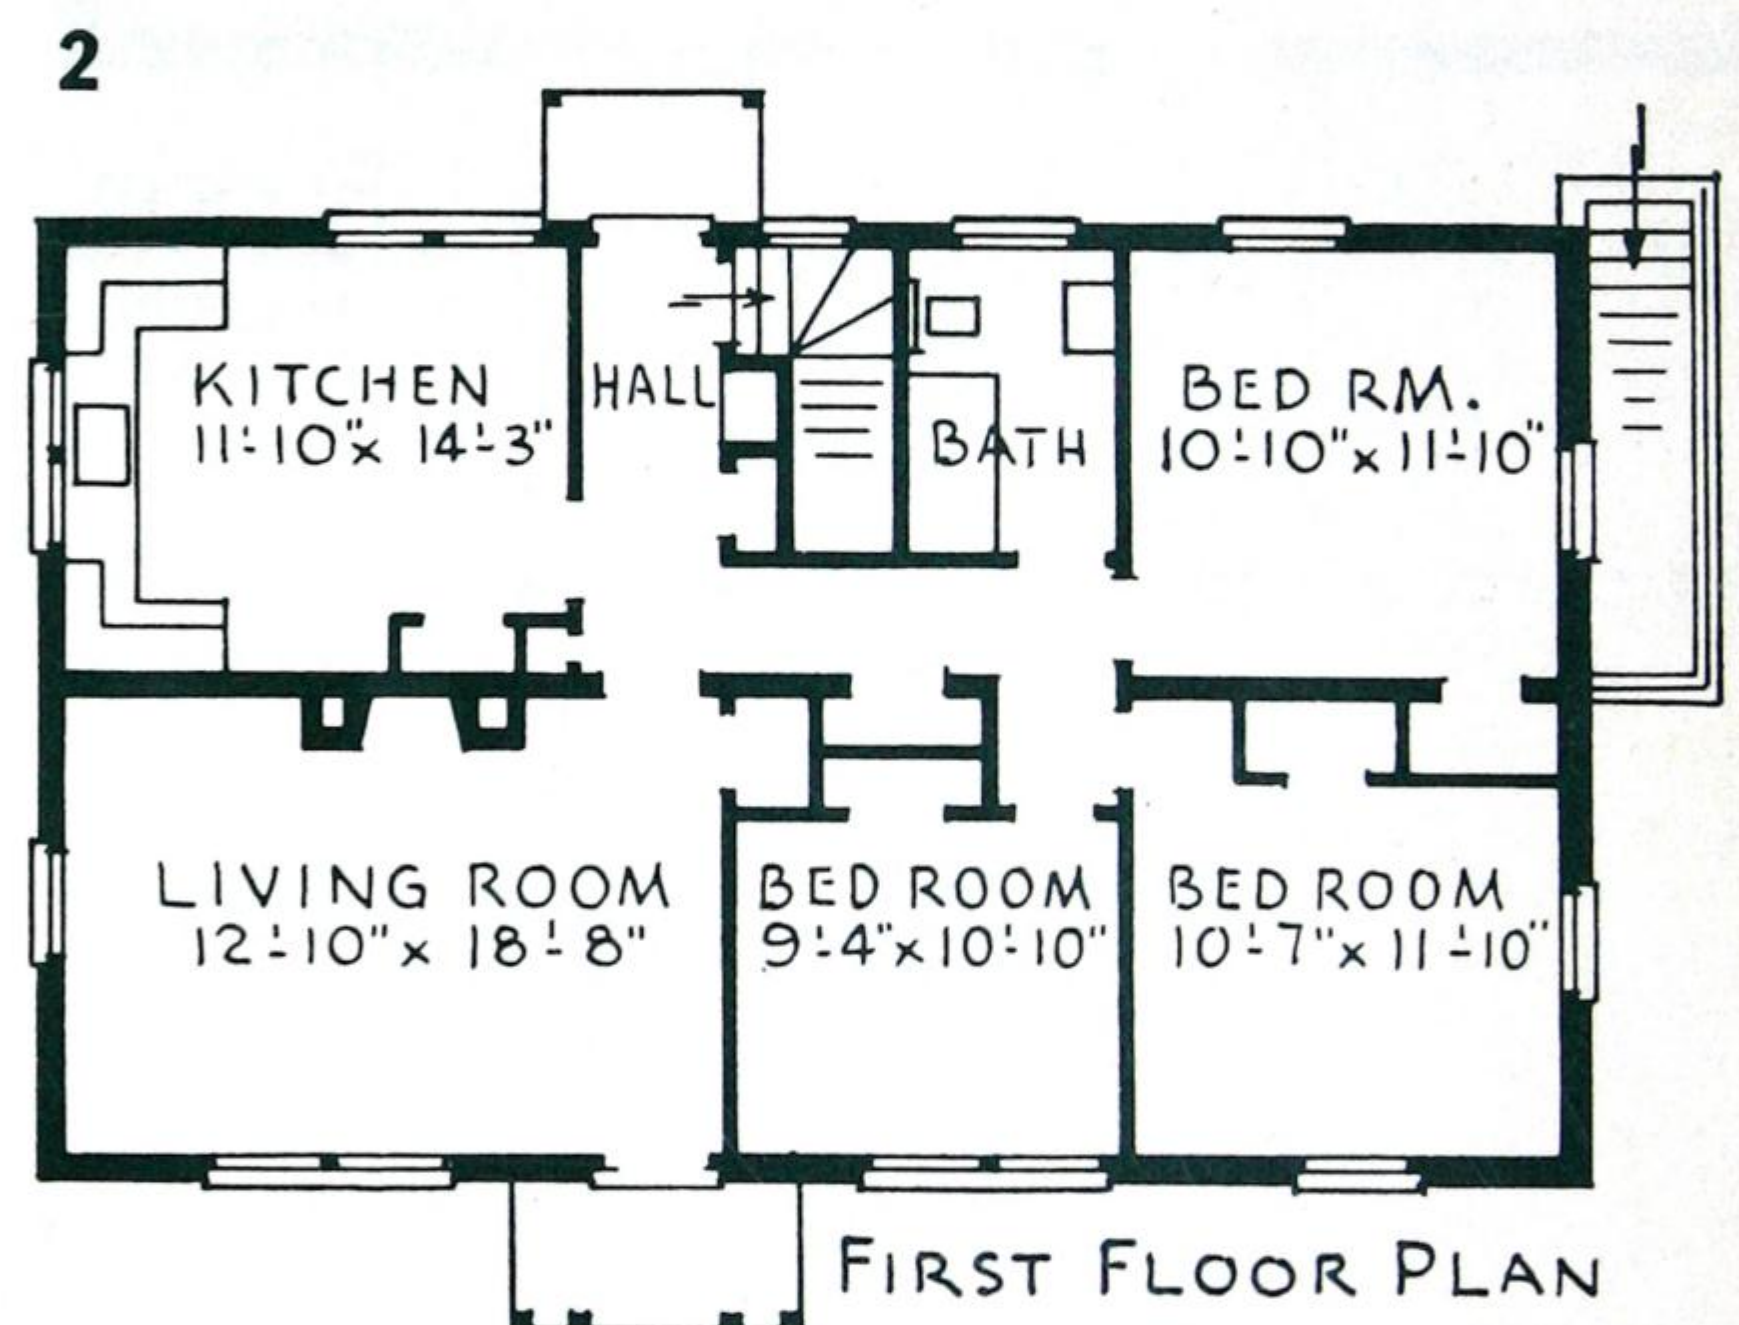 2
KITCHEN
11'-10" x 14'-3"
HALL
BATH
BED RM.
10'-10" x 11'-10"
LIVING ROOM
12'-10" x 18'-8"
BED ROOM
9'-4" x 10'-10"
BED ROOM
10'-7" x 11'-10"
FIRST FLOOR PLAN